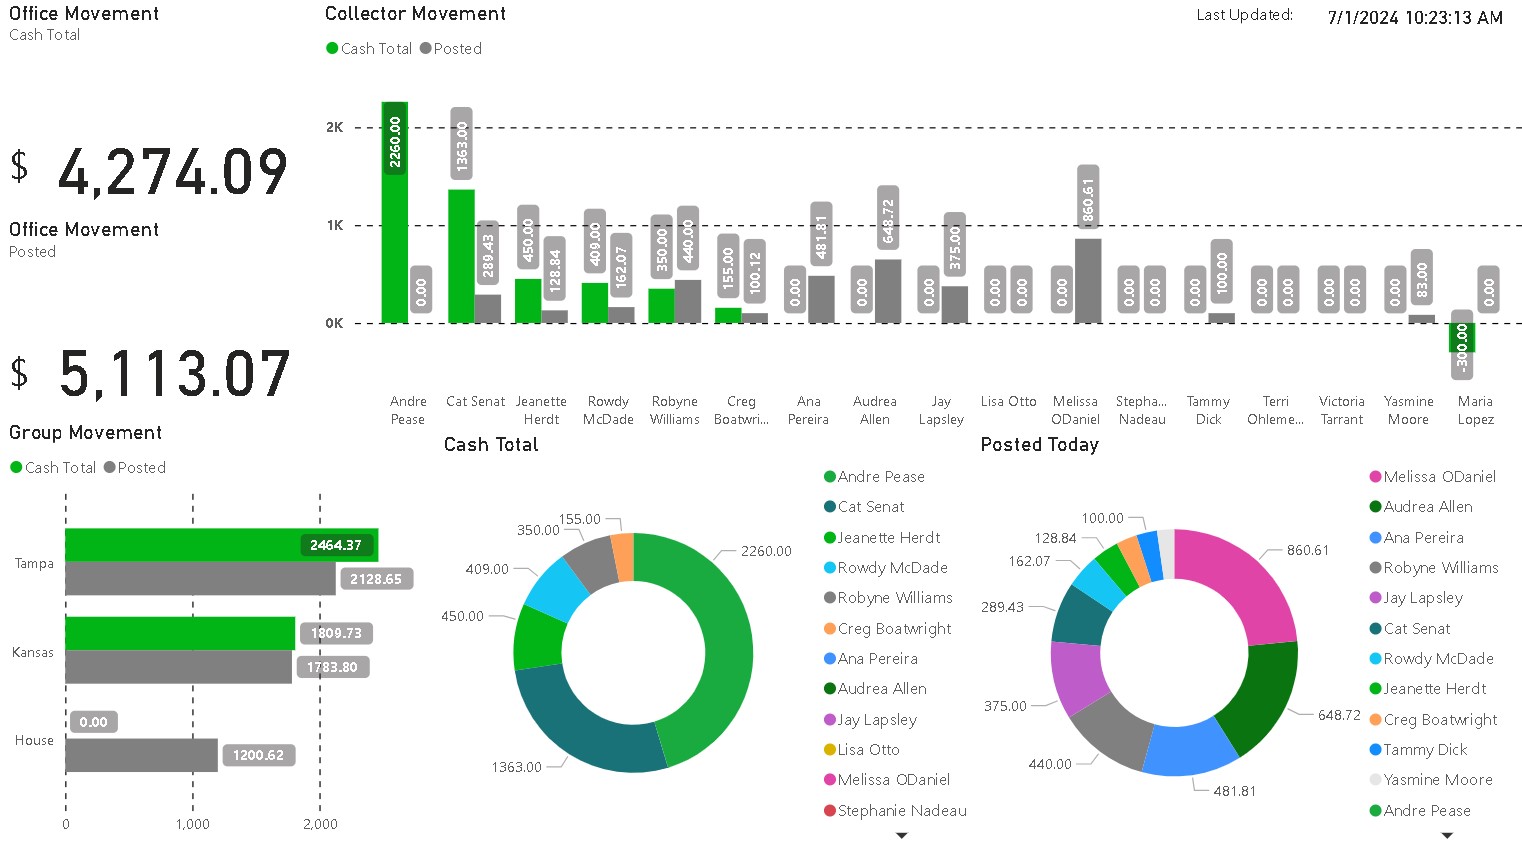 Office Movement
Cash Total
$ 4,274.09
Office Movement
Posted
$ 5,113.07
Collector Movement
Cash Total Posted
Last Updated: 7/1/2024 10:23:13 AM
2K
1K
0K
2260.00
0.00
1363.00
289.43
450.00
128.84
409.00
162.07
350.00
440.00
155.00
100.12
0.00
481.81
0.00
648.72
0.00
375.00
0.00
0.00
0.00
860.61
0.00
0.00
0.00
100.00
0.00
0.00
0.00
0.00
0.00
83.00
-300.00
0.00
Andre
Pease
Cat Senat
Jeanette
Herdt
Rowdy
McDade
Robyne
Williams
Creg
Boatwri...
Ana
Pereira
Audrea
Allen
Jay
Lapsley
Lisa Otto
Melissa
ODaniel
Stepha...
Nadeau
Tammy
Dick
Terri
Ohleme...
Victoria
Tarrant
Yasmine
Moore
Maria
Lopez
Group Movement
Cash Total Posted
Tampa
2464.37
2128.65
Kansas
1809.73
1783.80
House
0.00
1200.62
0
1,000
2,000
Cash Total
155.00
350.00
409.00
450.00
1363.00
2260.00
Andre Pease
Cat Senat
Jeanette Herdt
Rowdy McDade
Robyne Williams
Creg Boatwright
Ana Pereira
Audrea Allen
Jay Lapsley
Lisa Otto
Melissa ODaniel
Stephanie Nadeau
Posted Today
100.00
128.84
162.07
289.43
375.00
440.00
481.81
648.72
860.61
Melissa ODaniel
Audrea Allen
Ana Pereira
Robyne Williams
Jay Lapsley
Cat Senat
Rowdy McDade
Jeanette Herdt
Creg Boatwright
Tammy Dick
Yasmine Moore
Andre Pease